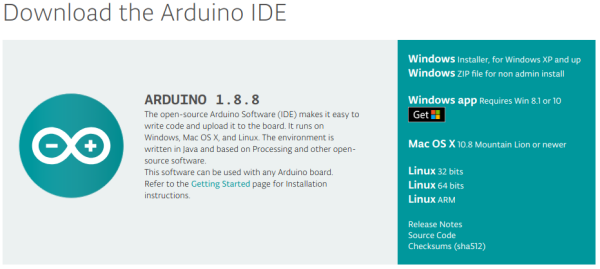 Download the Arduino IDE
ARDUINO 1.8.8
The open-source Arduino Software (IDE) makes it easy to
write code and upload it to the board. It runs on
Windows, Mac OS X, and Linux. The environment is
written in Java and based on Processing and other open-
source software.
This software can be used with any Arduino board.
Refer to the Getting Started page for Installation
instructions.
Windows Installer, for Windows XP and up
Windows ZIP file for non admin install
Windows app Requires Win 8.1 or 10
Get
Mac OS X 10.8 Mountain Lion or newer
Linux 32 bits
Linux 64 bits
Linux ARM
Release Notes
Source Code
Checksums (sha512)